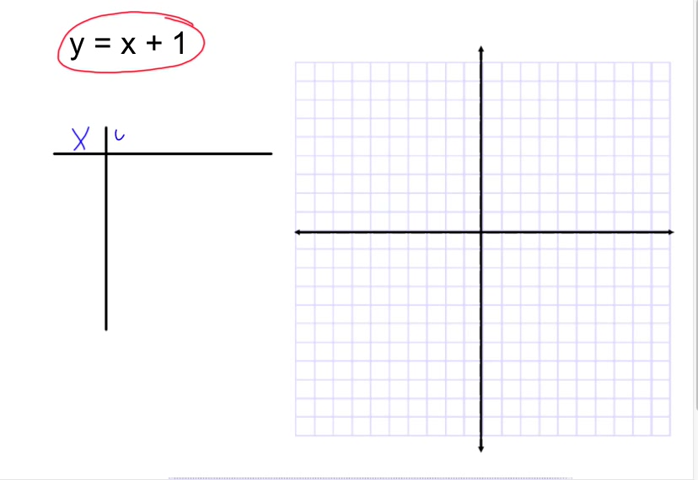 y = x + 1
X